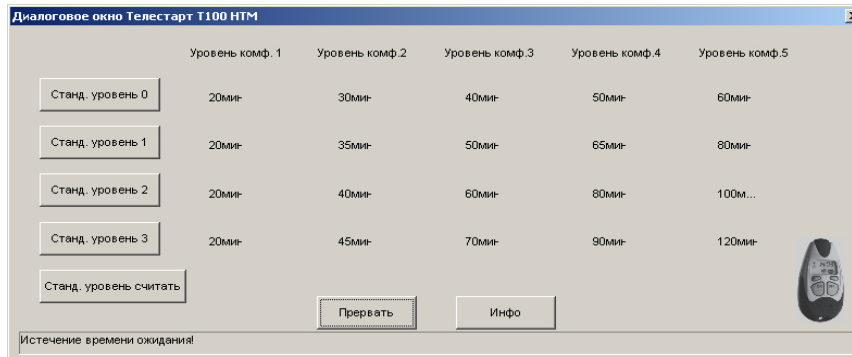 Диалоговое окно Телестарт Т100 НТМ
Уровень комф. 1 Уровень комф.2 Уровень комф.3 Уровень комф.4 Уровень комф.5
Станд. уровень 0 20мин 30мин 40мин 50мин 60мин
Станд. уровень 1 20мин 35мин 50мин 65мин 80мин
Станд. уровень 2 20мин 40мин 60мин 80мин 100м...
Станд. уровень 3 20мин 45мин 70мин 90мин 120мин
Станд. уровень считать
Прервать Инфо
Истечение времени ожидания!